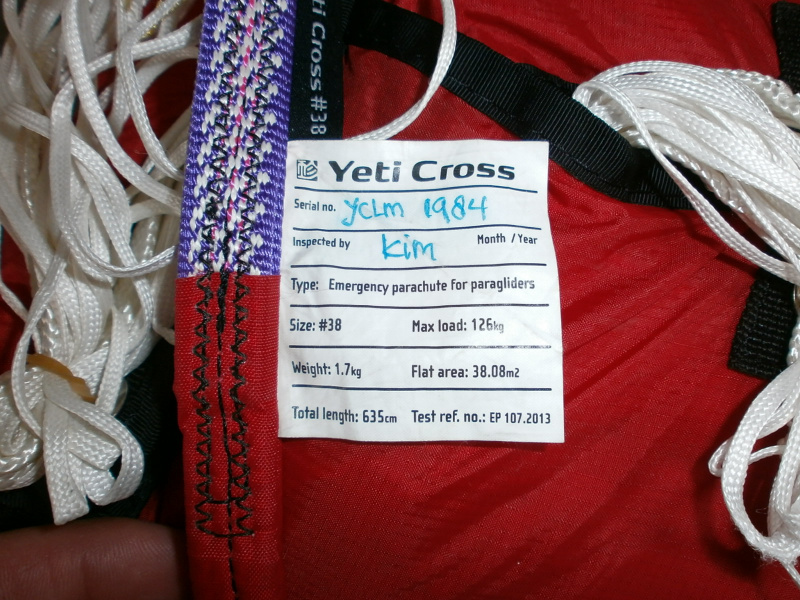 Yeti Cross #38
Yeti Cross
Serial no. YCLM 1984
Inspected by Kim Month / Year
Type: Emergency parachute for paragliders
Size: #38 Max load: 126kg
Weight: 1.7kg Flat area: 38.08m2
Total length: 635cm Test ref. no.: EP 107.2013